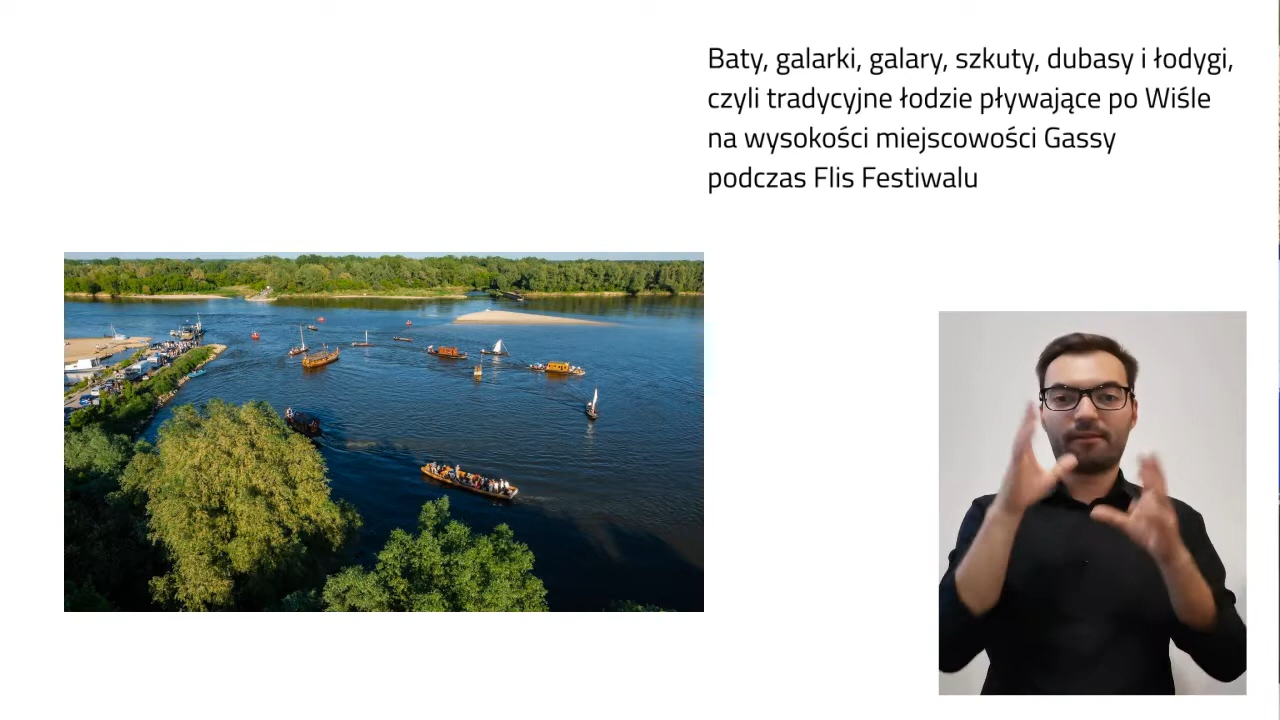 Baty, galarki, galary, szkuty, dubasy i łodygi,
czyli tradycyjne łodzie pływające po Wiśle
na wysokości miejscowości Gassy
podczas Flis Festiwalu